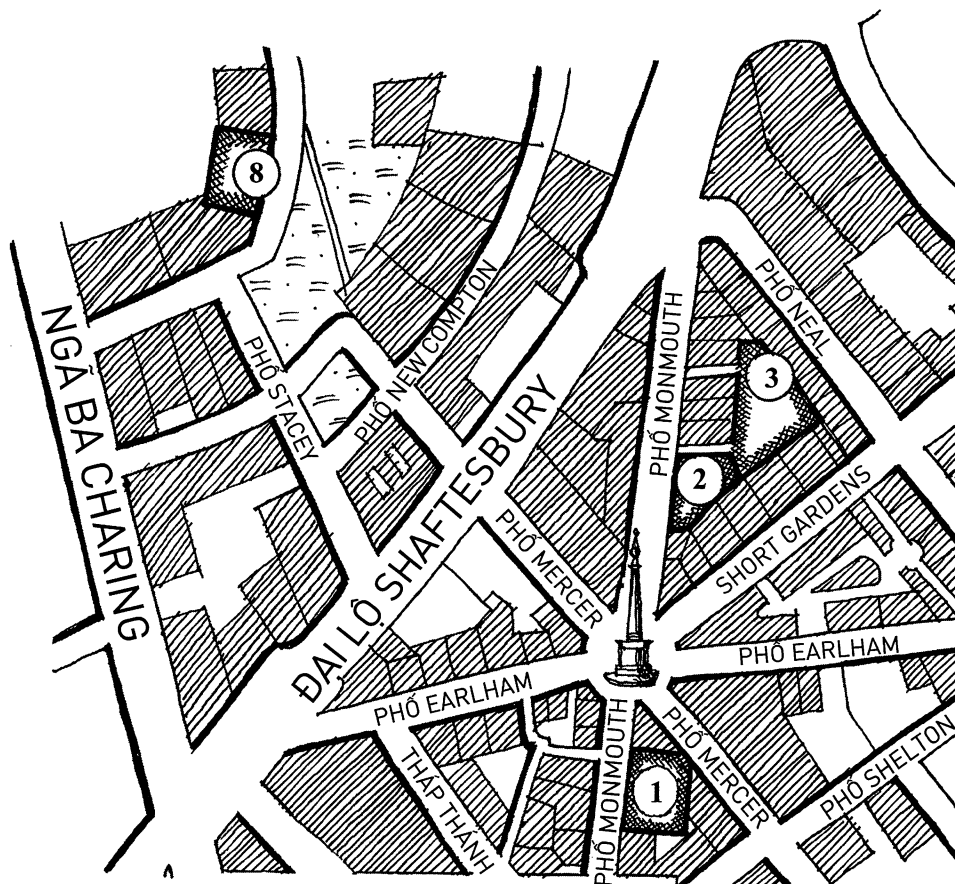 8
NGÃ BA CHARING
PHỐ STACEY
PHỐ NEW COMPTON
ĐẠI LỘ SHAFTESBURY
PHỐ MONMOUTH
PHỐ NEAL
3
2
SHORT GARDENS
PHỐ MERCER
PHỐ EARLHAM
PHỐ EARLHAM
THÁP THÁNH
PHỐ MONMOUTH
1
PHỐ MERCER
PHỐ SHELTON